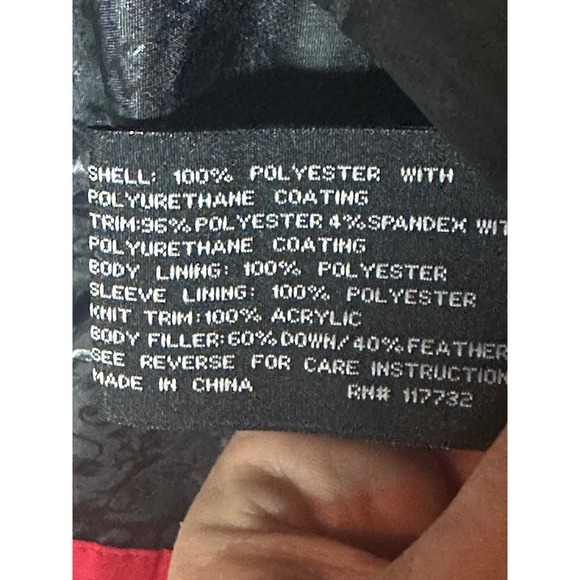 SHELL: 100% POLYESTER WITH
POLYURETHANE COATING
TRIM:96%POLYESTER 4%SPANDEX WIT
POLYURETHANE COATING
BODY LINING: 100% POLYESTER
SLEEVE LINING: 100% POLYESTER
KNIT TRIM:100% ACRYLIC
BODY FILLER:60%DOWN/40%FEATHER
SEE REVERSE FOR CARE INSTRUCTION
MADE IN CHINA RN# 117732